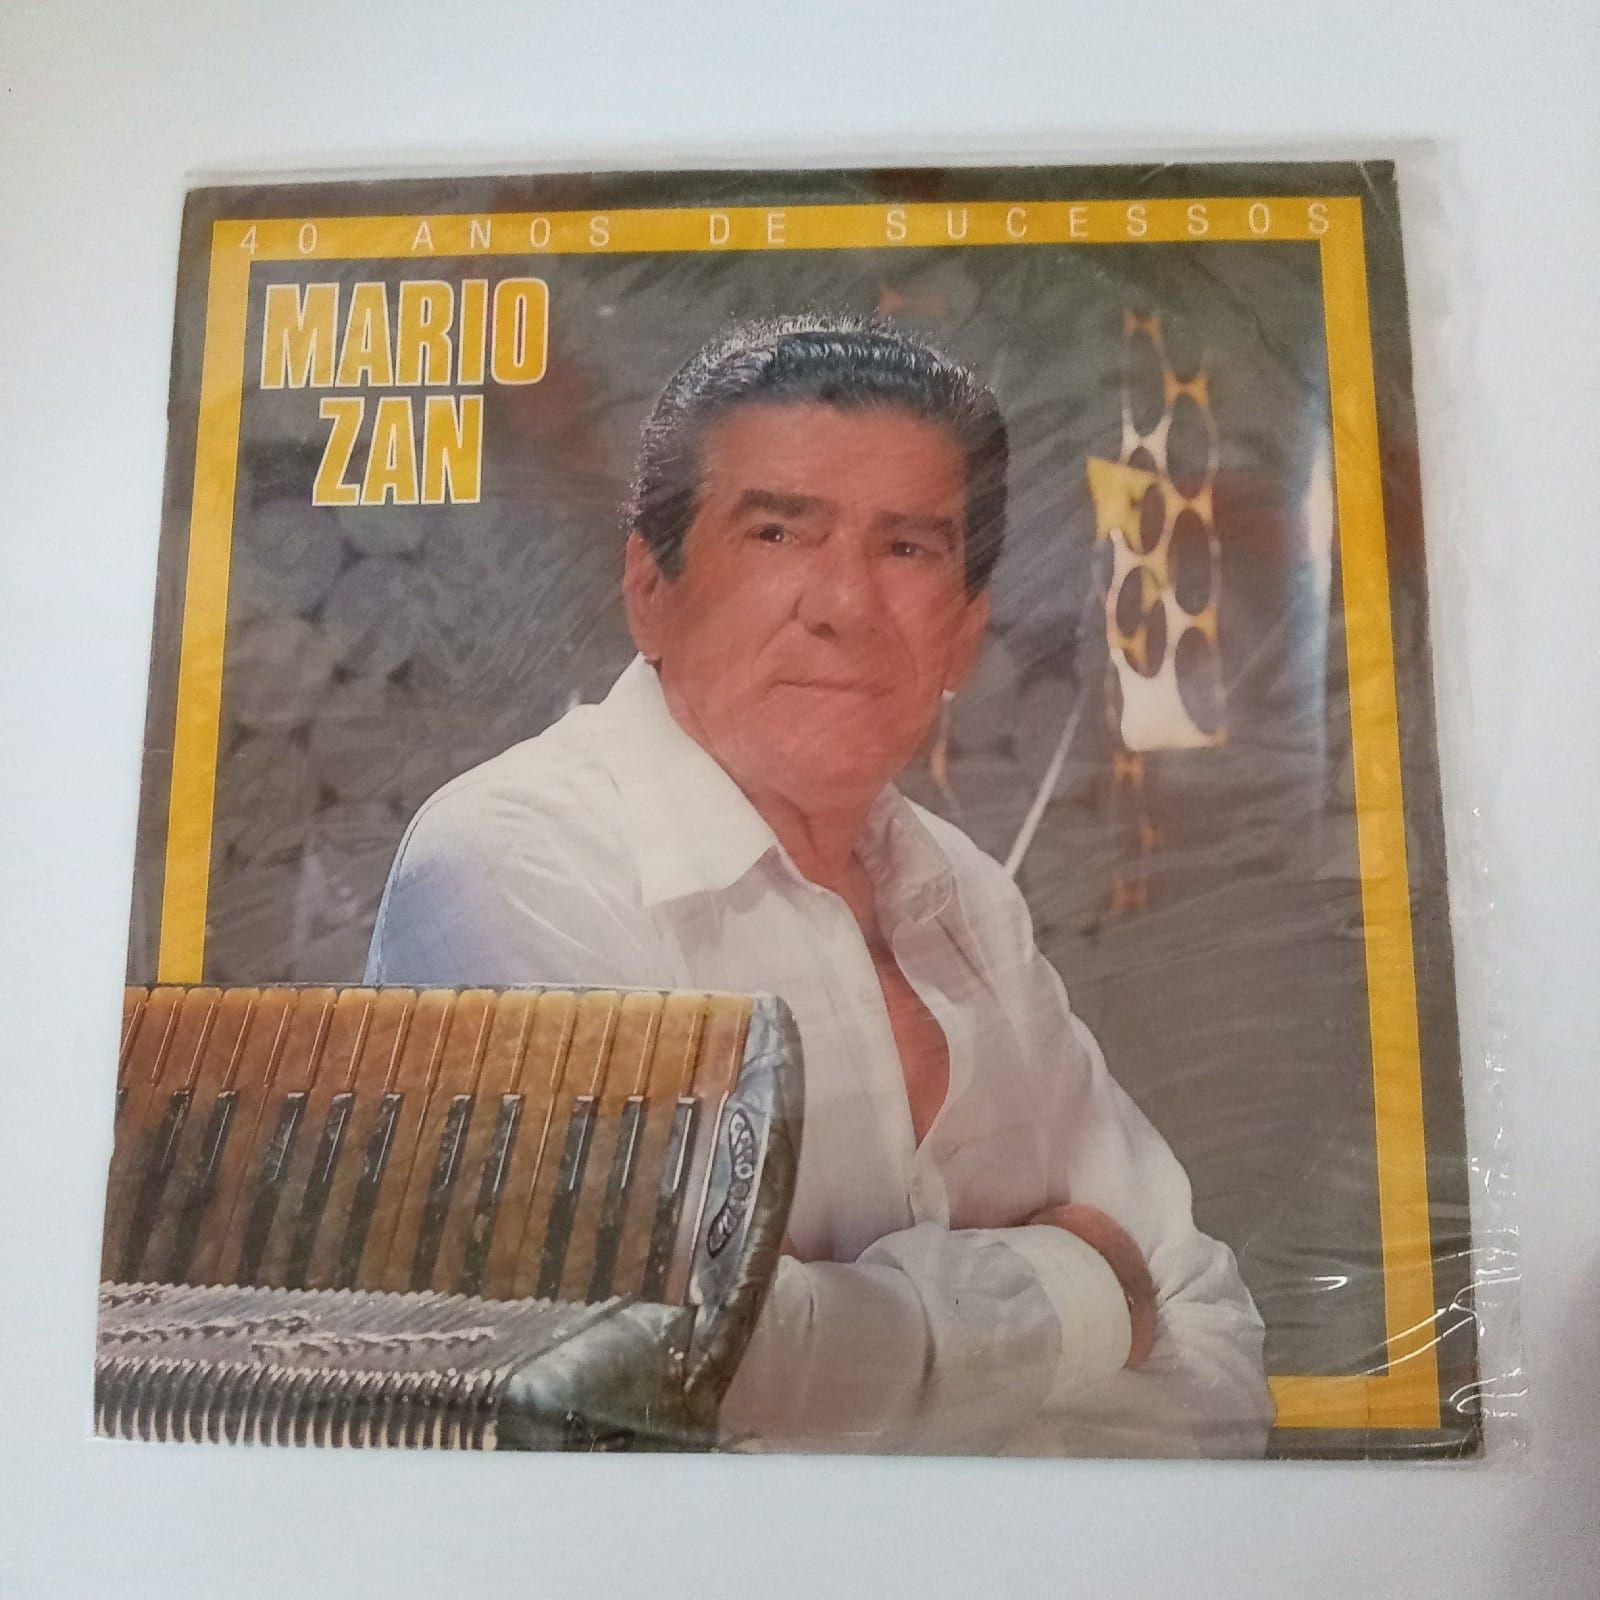 40 ANOS DE SUCESSOS
MARIO
ZAN